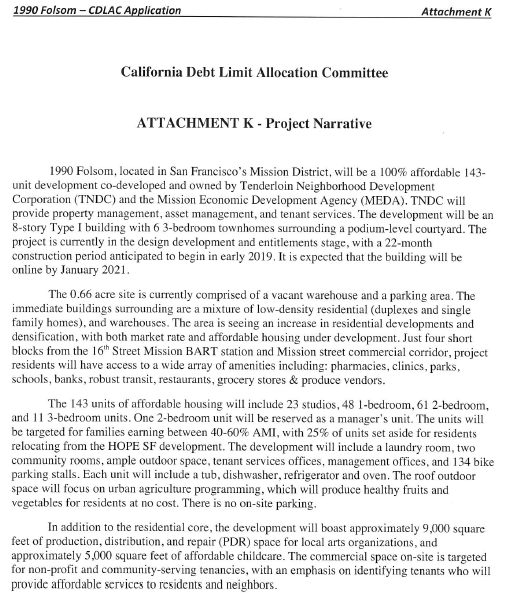 1990 Folsom – CDLAC Application Attachment K
California Debt Limit Allocation Committee
ATTACHMENT K - Project Narrative
1990 Folsom, located in San Francisco's Mission District, will be a 100% affordable 143-
unit development co-developed and owned by Tenderloin Neighborhood Development
Corporation (TNDC) and the Mission Economic Development Agency (MEDA). TNDC will
provide property management, asset management, and tenant services. The development will be an
8-story Type I building with 6 3-bedroom townhomes surrounding a podium-level courtyard. The
project is currently in the design development and entitlements stage, with a 22-month
construction period anticipated to begin in early 2019. It is expected that the building will be
online by January 2021.
The 0.66 acre site is currently comprised of a vacant warehouse and a parking area. The
immediate buildings surrounding are a mixture of low-density residential (duplexes and single
family homes), and warehouses. The area is seeing an increase in residential developments and
densification, with both market rate and affordable housing under development. Just four short
blocks from the 16th Street Mission BART station and Mission street commercial corridor, project
residents will have access to a wide array of amenities including: pharmacies, clinics, parks,
schools, banks, robust transit, restaurants, grocery stores & produce vendors.
The 143 units of affordable housing will include 23 studios, 48 1-bedroom, 61 2-bedroom,
and 11 3-bedroom units. One 2-bedroom unit will be reserved as a manager's unit. The units will
be targeted for families earning between 40-60% AMI, with 25% of units set aside for residents
relocating from the HOPE SF development. The development will include a laundry room, two
community rooms, ample outdoor space, tenant services offices, management offices, and 134 bike
parking stalls. Each unit will include a tub, dishwasher, refrigerator and oven. The roof outdoor
space will focus on urban agriculture programming, which will produce healthy fruits and
vegetables for residents at no cost. There is no on-site parking.
In addition to the residential core, the development will boast approximately 9,000 square
feet of production, distribution, and repair (PDR) space for local arts organizations, and
approximately 5,000 square feet of affordable childcare. The commercial space on-site is targeted
for non-profit and community-serving tenancies, with an emphasis on identifying tenants who will
provide affordable services to residents and neighbors.